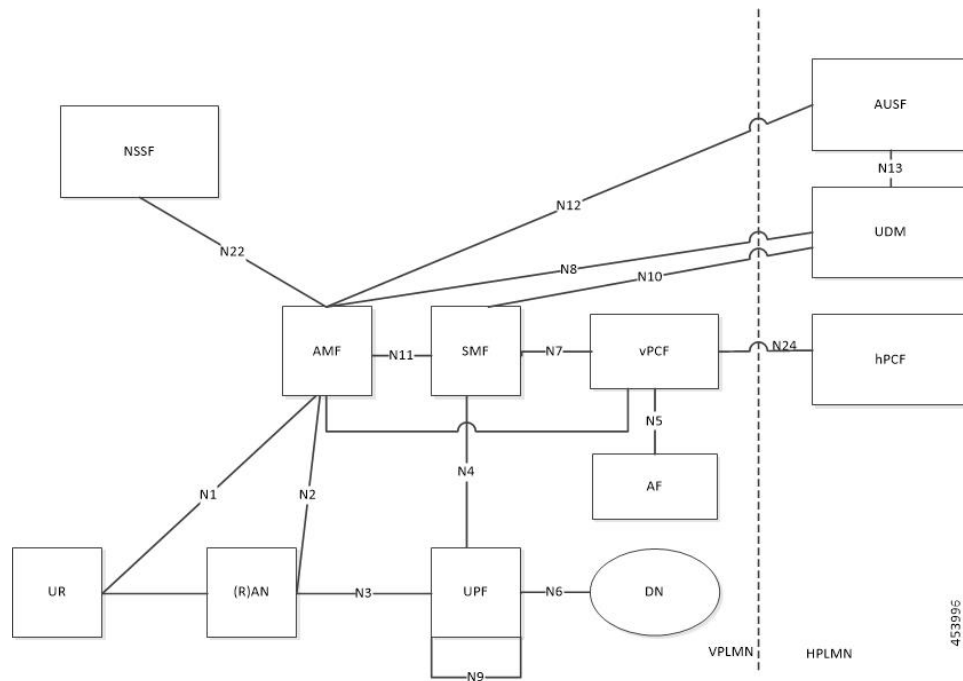 AUSF
NSSF
N13
N12
UDM
N22
N8
N10
AMF
N11
SMF
N7
vPCF
N24
hPCF
N5
N4
AF
N1
N2
UR
(R)AN
N3
UPF
N6
DN
N9
VPLMN
HPLMN
453996